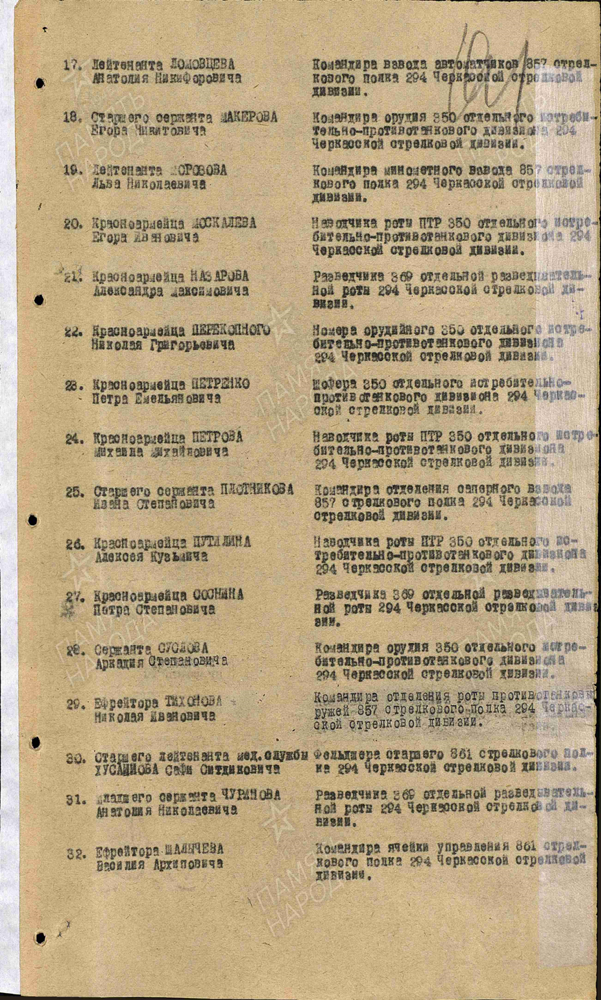 17. Лейтенанта ЛОМОВЦЕВА
Анатолия Никифоровича
Командира взвода автоматчиков 857 стрел-
кового полка 294 Черкасской стрелковой
дивизии.
18. Старшего сержанта МАКЕРОВА
Егора Никитовича
Командира орудия 350 отдельного истреби-
тельно-противотанкового дивизиона 294
Черкасской стрелковой дивизии.
19. Лейтенанта МОРОЗОВА
Льва Николаевича
Командира минометного взвода 857 стрел-
кового полка 294 Черкасской стрелковой
дивизии.
20. Красноармейца МОСКАЛЕВА
Егора Ивановича
Наводчика роты ПТР 350 отдельного истре-
бительно-противотанкового дивизиона 294
Черкасской стрелковой дивизии.
21. Красноармейца НАЗАРОВА
Александра Максимовича
Разведчика 369 отдельной разведыватель-
ной роты 294 Черкасской стрелковой ди-
визии.
22. Красноармейца ПЕРЕКОПНОГО
Николая Григорьевича
Номера орудийного 350 отдельного истре-
бительно-противотанкового дивизиона
294 Черкасской стрелковой дивизии.
23. Красноармейца ПЕТРЕНКО
Петра Емельяновича
Шофера 350 отдельного истребительно-
противотанкового дивизиона 294 Черкас-
ской стрелковой дивизии.
24. Красноармейца ПЕТРОВА
Михаила Михайловича
Наводчика роты ПТР 350 отдельного истре-
бительно-противотанкового дивизиона
294 Черкасской стрелковой дивизии.
25. Старшего сержанта ПЛОТНИКОВА
Ивана Степановича
Командира отделения саперного взвода
857 стрелкового полка 294 Черкасской
стрелковой дивизии.
26. Красноармейца ПУТИЛИНА
Алексея Кузьмича
Наводчика роты ПТР 350 отдельного ис-
требительно-противотанкового дивизиона
294 Черкасской стрелковой дивизии.
27. Красноармейца СОСНИНА
Петра Степановича
Разведчика 369 отдельной разведыватель-
ной роты 294 Черкасской стрелковой диви-
зии.
28. Сержанта СУСЛОВА
Аркадия Степановича
Командира орудия 350 отдельного истре-
бительно-противотанкового дивизиона
294 Черкасской стрелковой дивизии.
29. Ефрейтора ТИХОНОВА
Николая Ивановича
Командира отделения роты противотанковых
ружей 857 стрелкового полка 294 Черкас-
ской стрелковой дивизии.
30. Старшего лейтенанта мед.службы
ХУСАИНОВА Сафи Ситдиковича
Фельдшера старшего 861 стрелкового пол-
ка 294 Черкасской стрелковой дивизии.
31. Младшего сержанта ЧУРАНОВА
Анатолия Николаевича
Разведчика 369 отдельной разведыватель-
ной роты 294 Черкасской стрелковой ди-
визии.
32. Ефрейтора ШАЛЫЧЕВА
Василия Архиповича
Командира ячейки управления 861 стрел-
кового полка 294 Черкасской стрелковой
дивизии.
ПАМЯТЬ
НАРОДА